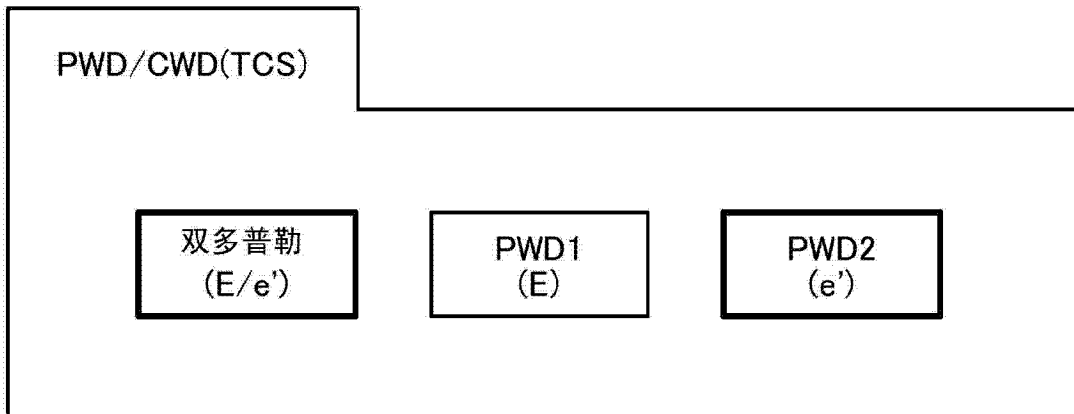 PWD/CWD(TCS)
双多普勒
(E/e')
PWD1
(E)
PWD2
(e')